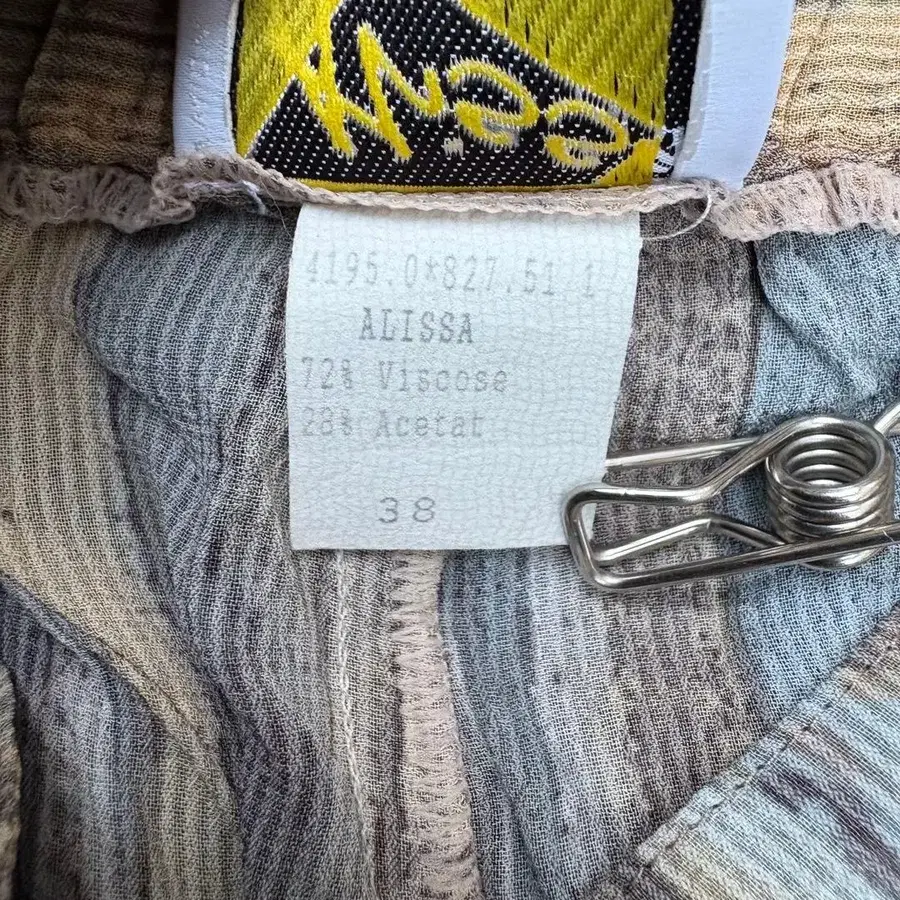 4195.0*827.51 1
ALISSA
72% Viscose
28% Acetat
38